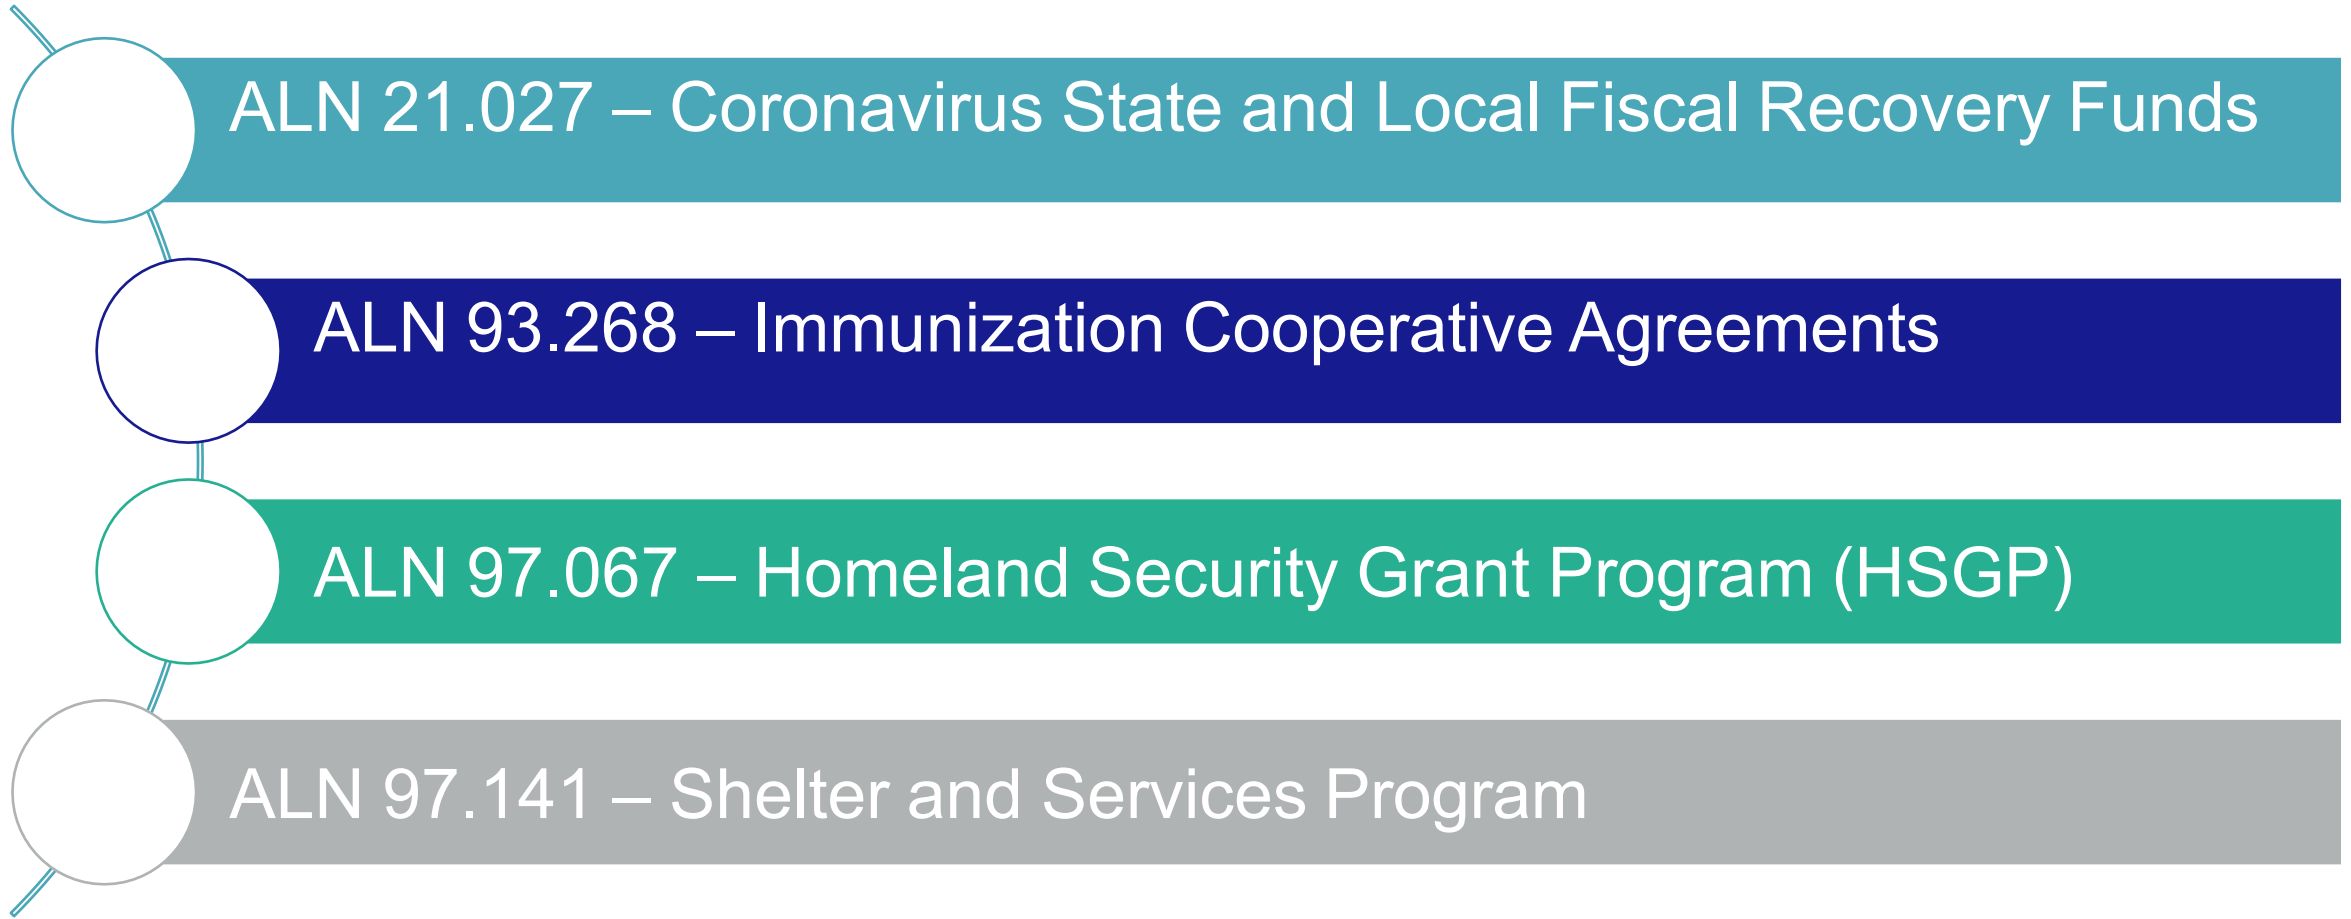 ALN 21.027 – Coronavirus State and Local Fiscal Recovery Funds
ALN 93.268 – Immunization Cooperative Agreements
ALN 97.067 – Homeland Security Grant Program (HSGP)
ALN 97.141 – Shelter and Services Program